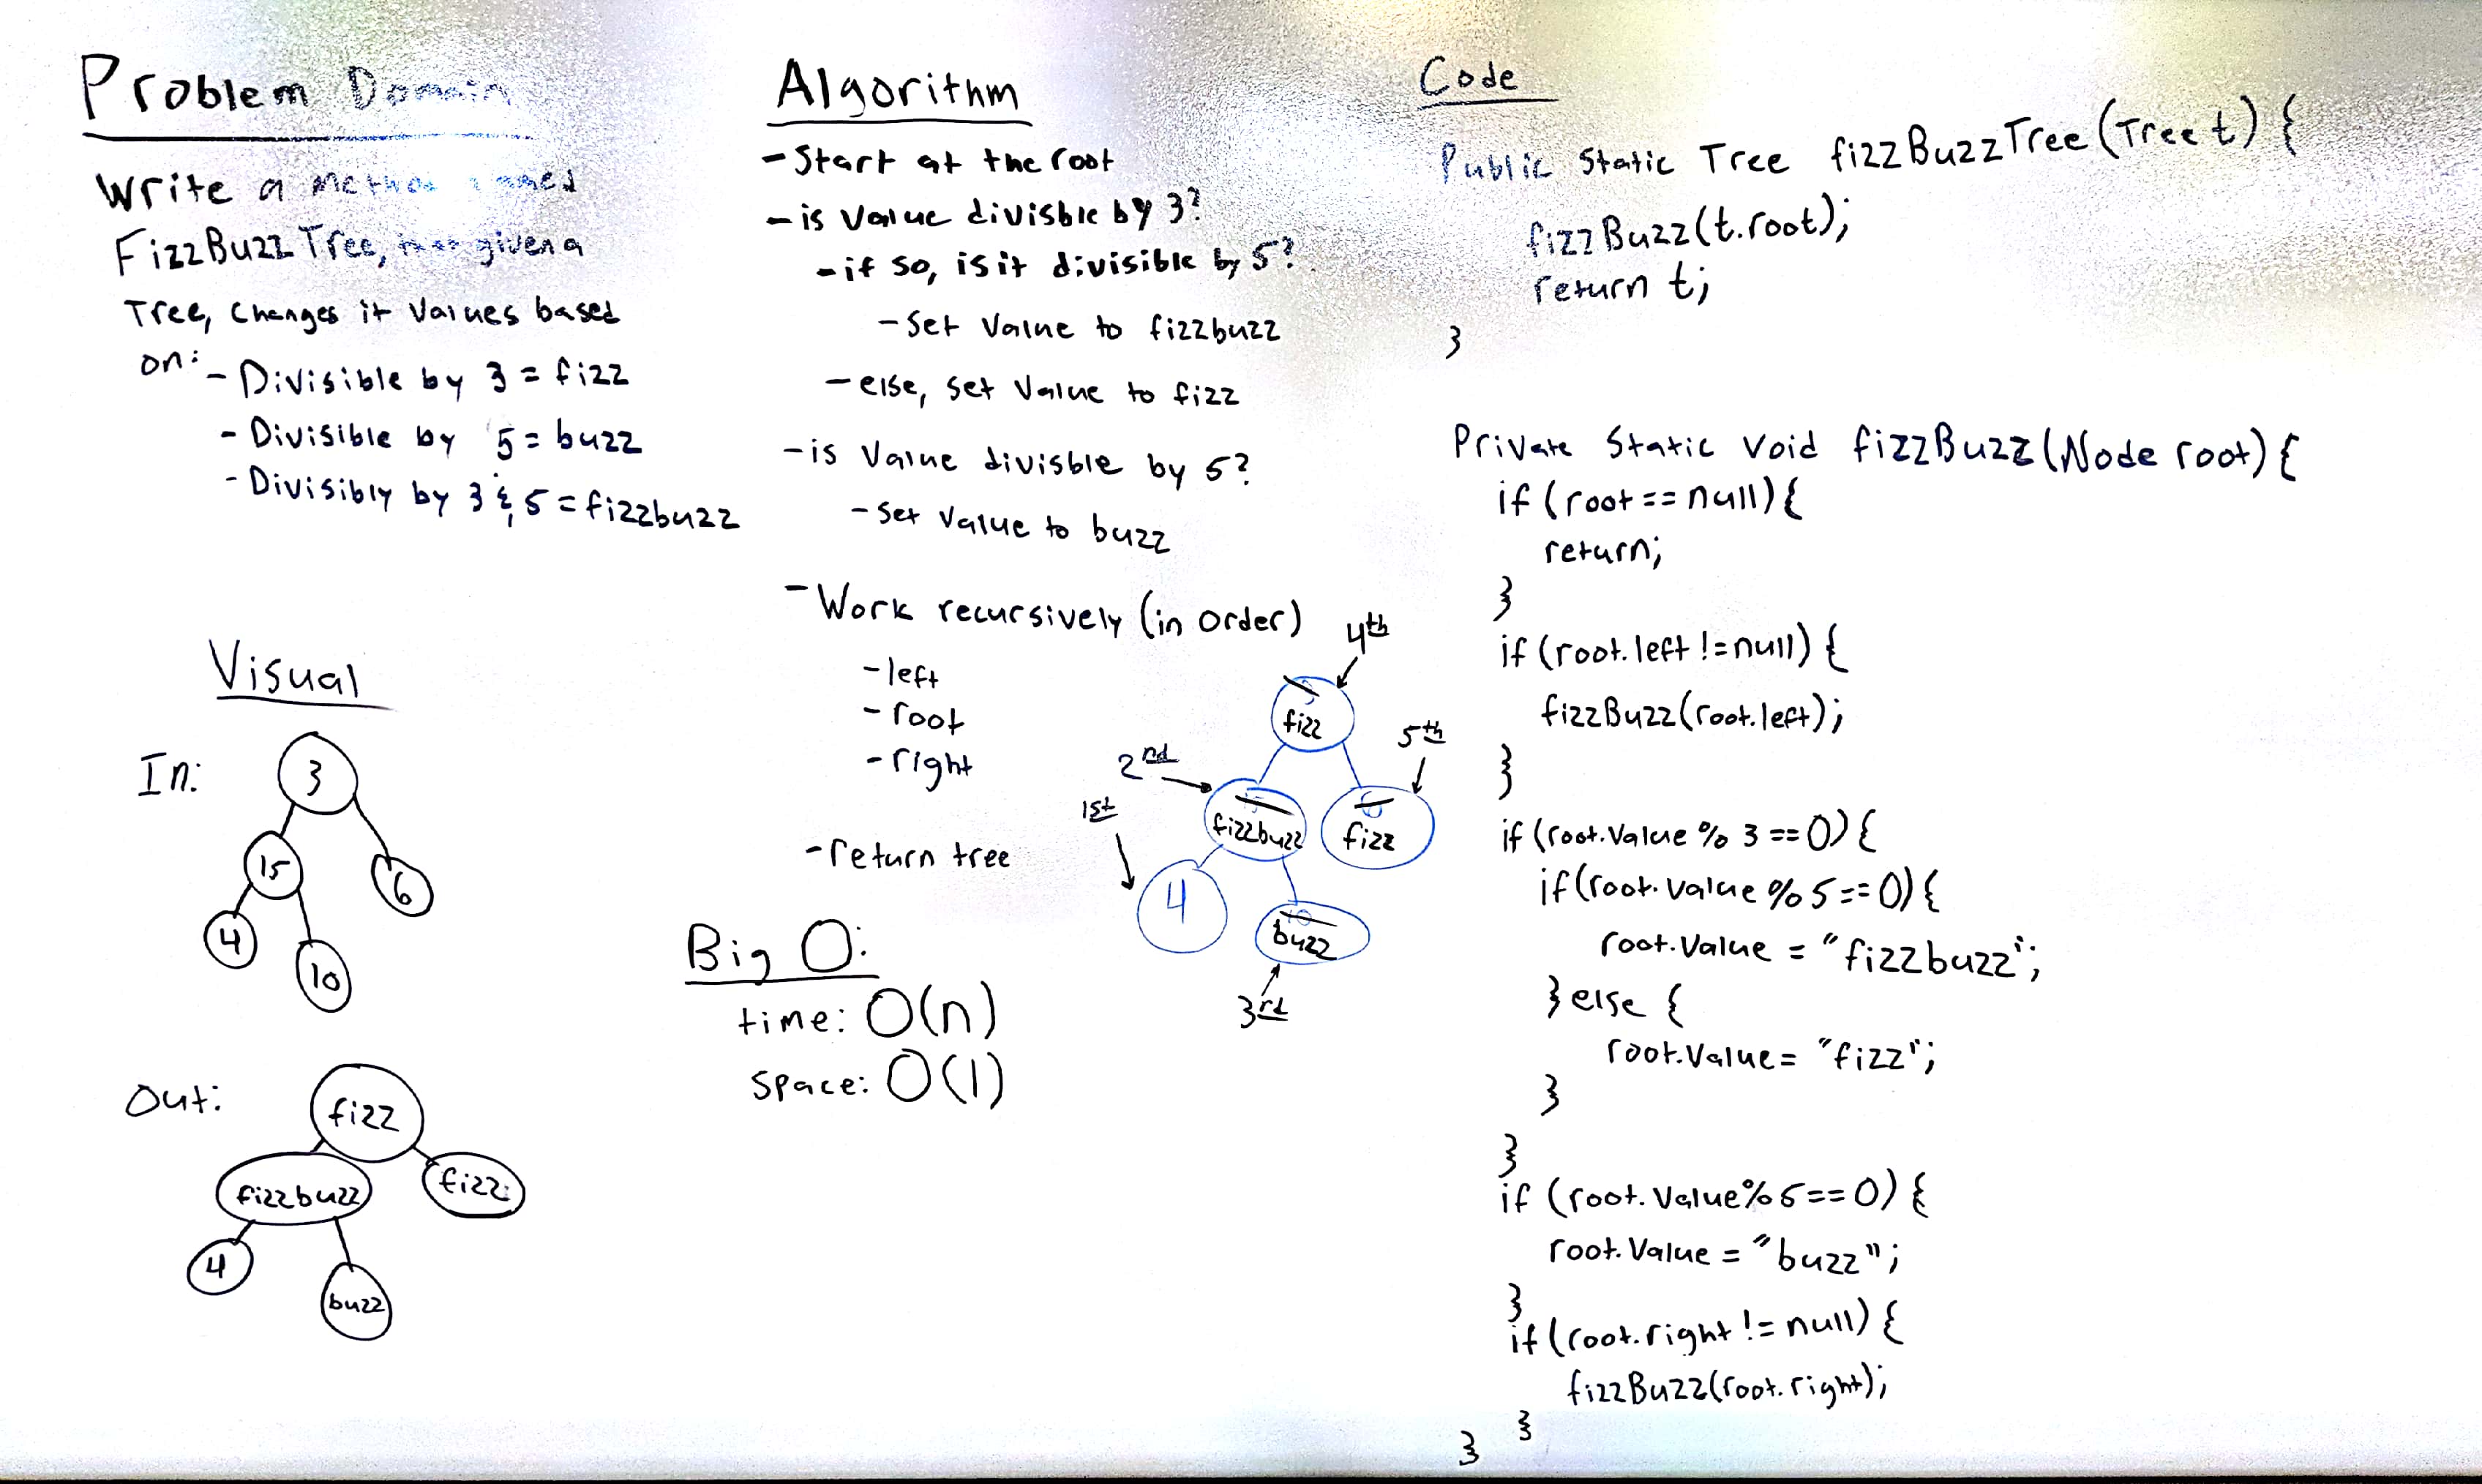 Problem Domain
Write a method named
FizzBuzz Tree, that given a
Tree, changes it values based
on:
- Divisible by 3 = fizz
- Divisible by 5 = buzz
- Divisibly by 3 & 5 = fizzbuzz
Visual
In:
3
15
6
4
10
Out:
fizz
fizzbuzz
fizz
4
buzz
Algorithm
- Start at the root
- is value divisble by 3?
- if so, is it divisible by 5?
- Set Value to fizzbuzz
- else, set value to fizz
- is Value divisble by 5?
- Set value to buzz
- Work recursively (in order)
- left
- root
- right
- return tree
4th
fizz
5th
2nd
fizzbuzz
fizz
1st
4
buzz
3rd
Big O:
time: O(n)
space: O(1)
Code
Public Static Tree fizzBuzzTree(Tree t) {
fizzBuzz(t.root);
return t;
}
Private Static Void fizzBuzz(Node root) {
if (root == null) {
return;
}
if (root.left != null) {
fizzBuzz(root.left);
}
if (root.Value % 3 == 0) {
if (root.value % 5 == 0) {
root.Value = "fizzbuzz";
} else {
root.Value = "fizz";
}
}
if (root.Value % 5 == 0) {
root.Value = "buzz";
}
if (root.right != null) {
fizzBuzz(root.right);
}
}